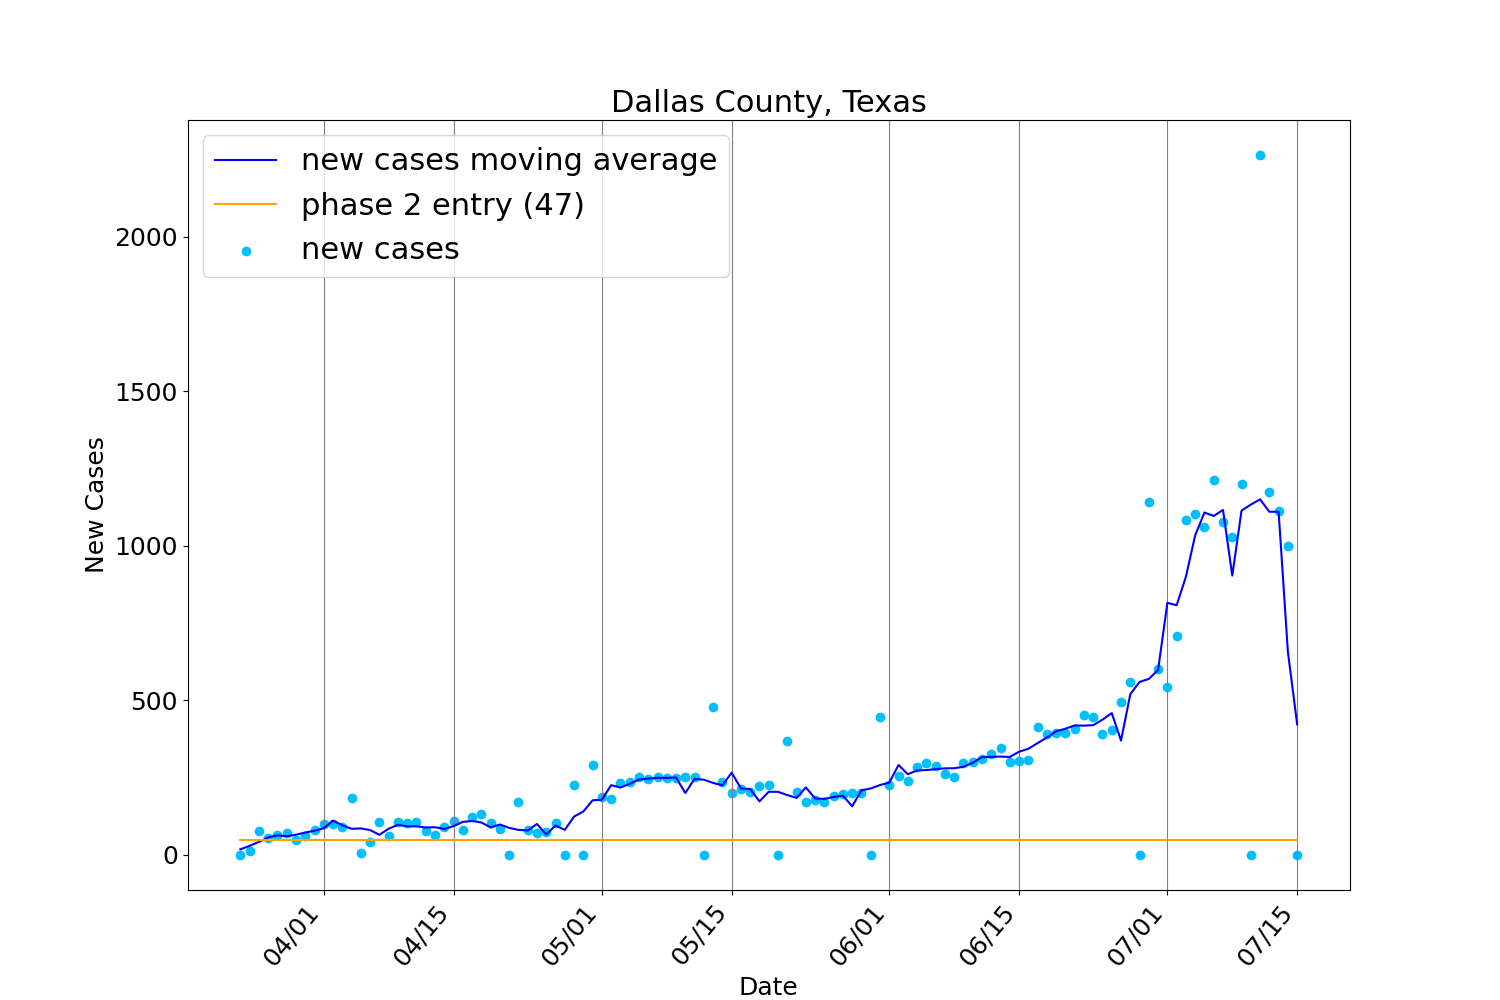 Dallas County, Texas
new cases moving average
phase 2 entry (47)
new cases
2000
1500
1000
500
0
New Cases
04/01
04/15
05/01
05/15
06/01
06/15
07/01
07/15
Date